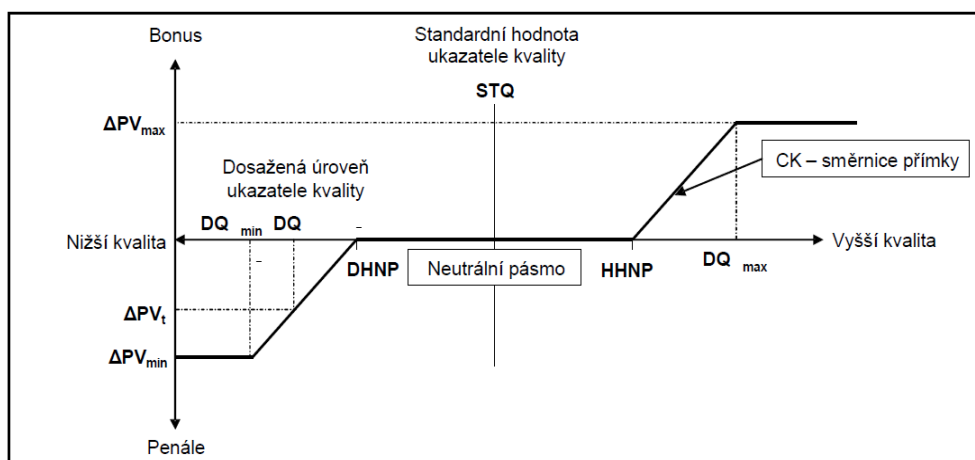 Bonus
Standardní hodnota
ukazatele kvality
STQ
ΔPVmax
Dosažená úroveň
ukazatele kvality
CK – směrnice přímky
DQ min DQ
Nižší kvalita
Vyšší kvalita
DHNP
Neutrální pásmo
HHNP
DQ max
ΔPVt
ΔPVmin
Penále